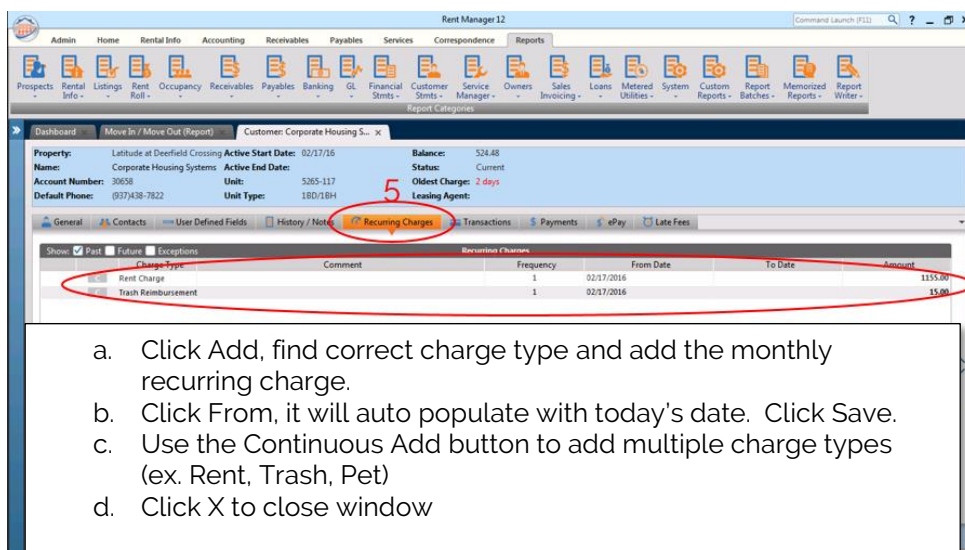 Rent Manager 12
Command Launch (F11)
Admin Home Rental Info Accounting Receivables Payables Services Correspondence Reports
Prospects Rental Info Listings Rent Roll Occupancy Receivables Payables Banking GL Financial Stmts Customer Stmts Service Manager Owners Sales Invoicing Loans Metered Utilities System Custom Reports Report Batches Memorized Reports Report Writer
Report Categories
Dashboard Move In / Move Out (Report) Customer: Corporate Housing S... x
Property: Latitude at Deerfield Crossing Active Start Date: 02/17/16 Balance: 524.48
Name: Corporate Housing Systems Active End Date: Status: Current
Account Number: 30658 Unit: 5265-117 Oldest Charge: 2 days
Default Phone: (937)438-7822 Unit Type: 1BD/1BH Leasing Agent:
5
General Contacts User Defined Fields History / Notes Recurring Charges Transactions Payments ePay Late Fees
Show: Past Future Exceptions Recurring Charges
Charge Type Comment Frequency From Date To Date Amount
C Rent Charge 1 02/17/2016 1155.00
C Trash Reimbursement 1 02/17/2016 15.00
a. Click Add, find correct charge type and add the monthly
recurring charge.
b. Click From, it will auto populate with today's date. Click Save.
c. Use the Continuous Add button to add multiple charge types
(ex. Rent, Trash, Pet)
d. Click X to close window